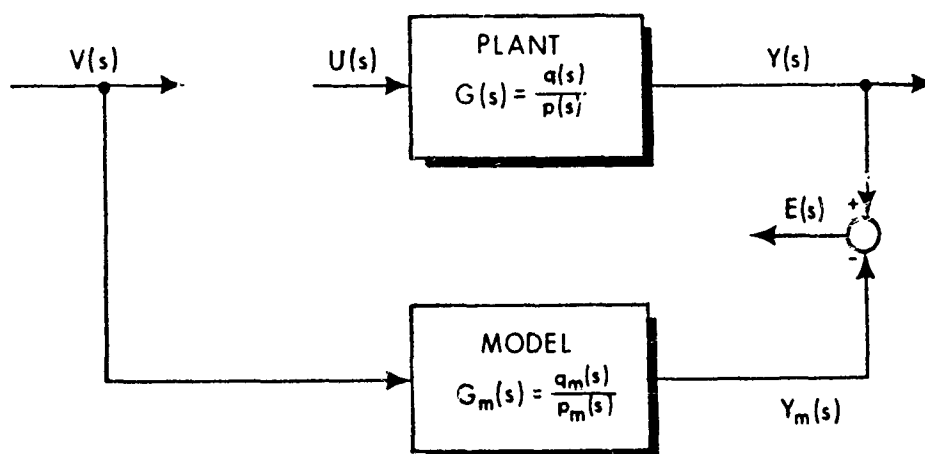 V(s)
U(s)
PLANT
G(s) = q(s)/p(s)
Y(s)
+
E(s)
-
MODEL
G_m(s) = q_m(s)/p_m(s)
Y_m(s)